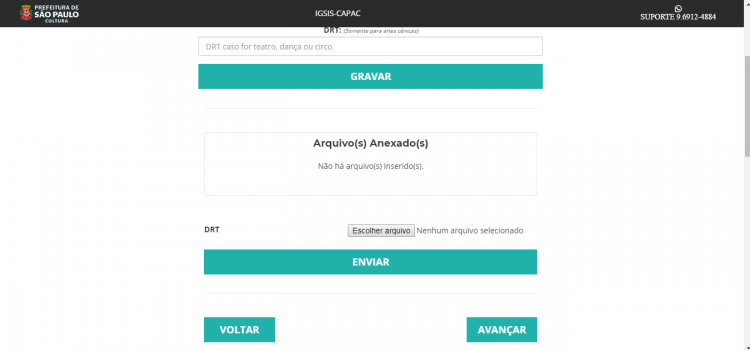 PREFEITURA DE
SÃO PAULO
CULTURA
IGSIS-CAPAC
SUPORTE 9.6912-4884
DRT: (Somente para artes cênicas)
DRT caso for teatro, dança ou circo
GRAVAR
Arquivo(s) Anexado(s)
Não há arquivo(s) inserido(s).
DRT
Escolher arquivo Nenhum arquivo selecionado
ENVIAR
VOLTAR
AVANÇAR